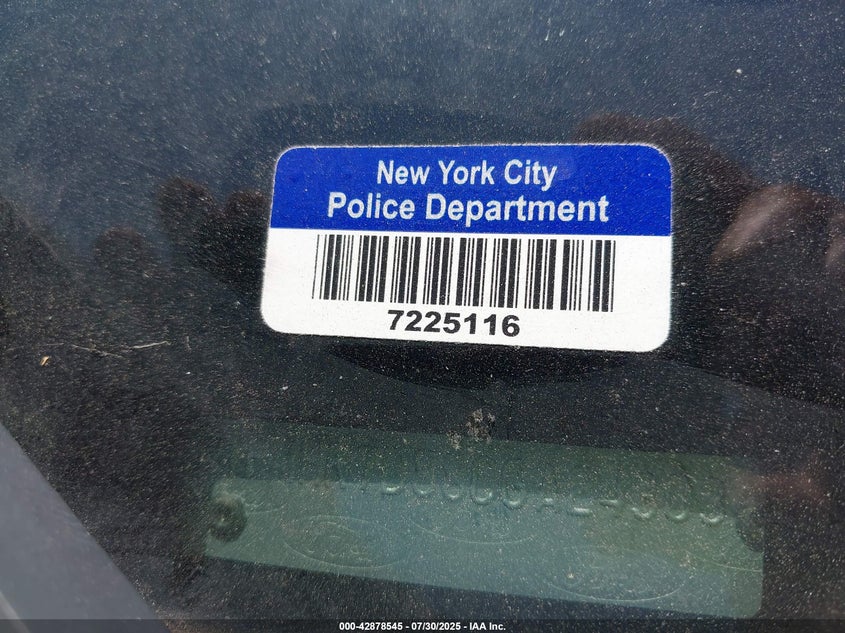 New York City
Police Department
7225116
000-42878545 - 07/30/2025 - IAA Inc.